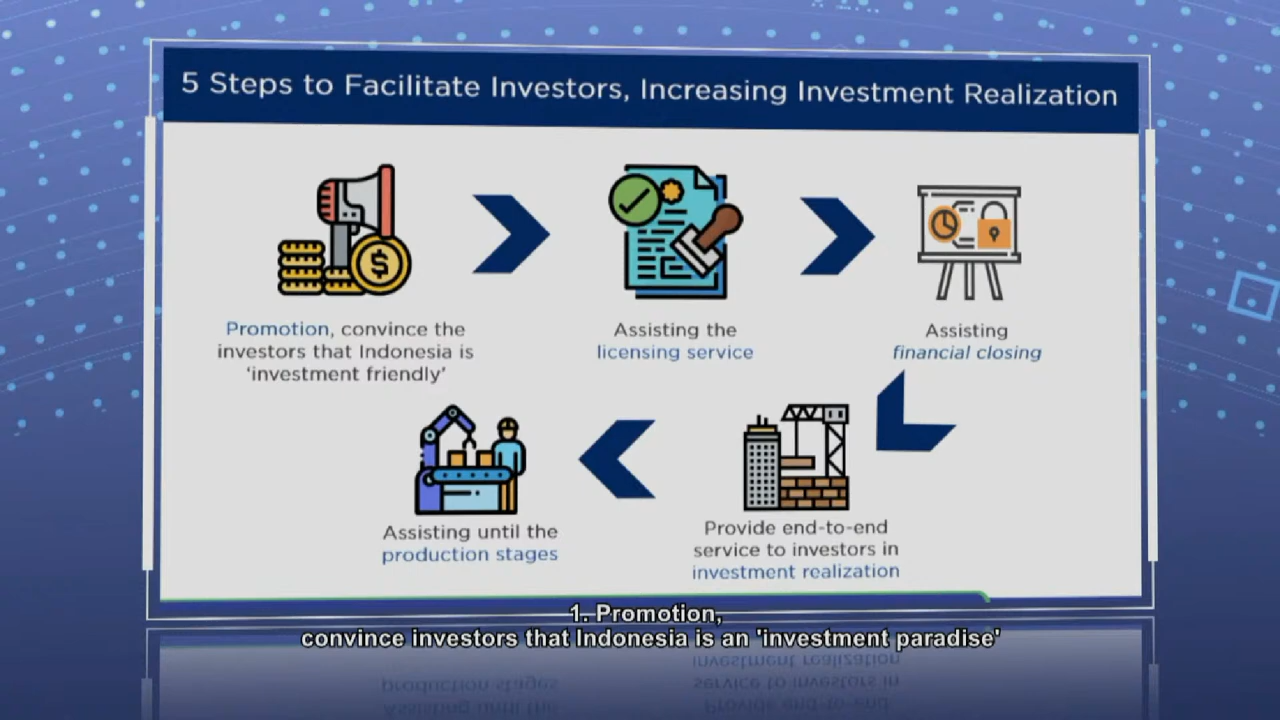 5 Steps to Facilitate Investors, Increasing Investment Realization
Promotion, convince the
investors that Indonesia is
‘investment friendly’
Assisting the
licensing service
Assisting
financial closing
Provide end-to-end
service to investors in
investment realization
Assisting until the
production stages
1. Promotion,
convince investors that Indonesia is an 'investment paradise'